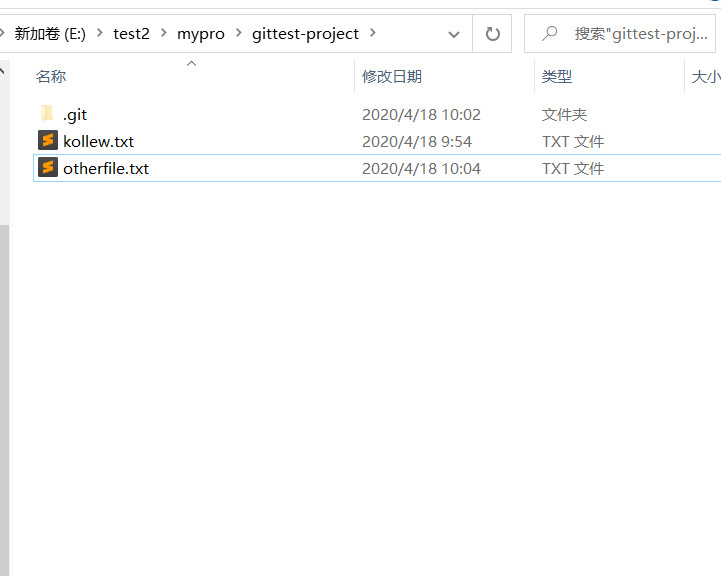 新加卷 (E:) > test2 > mypro > gittest-project >
搜索"gittest-proj...
名称 修改日期 类型 大小
.git 2020/4/18 10:02 文件夹
kollew.txt 2020/4/18 9:54 TXT 文件
otherfile.txt 2020/4/18 10:04 TXT 文件